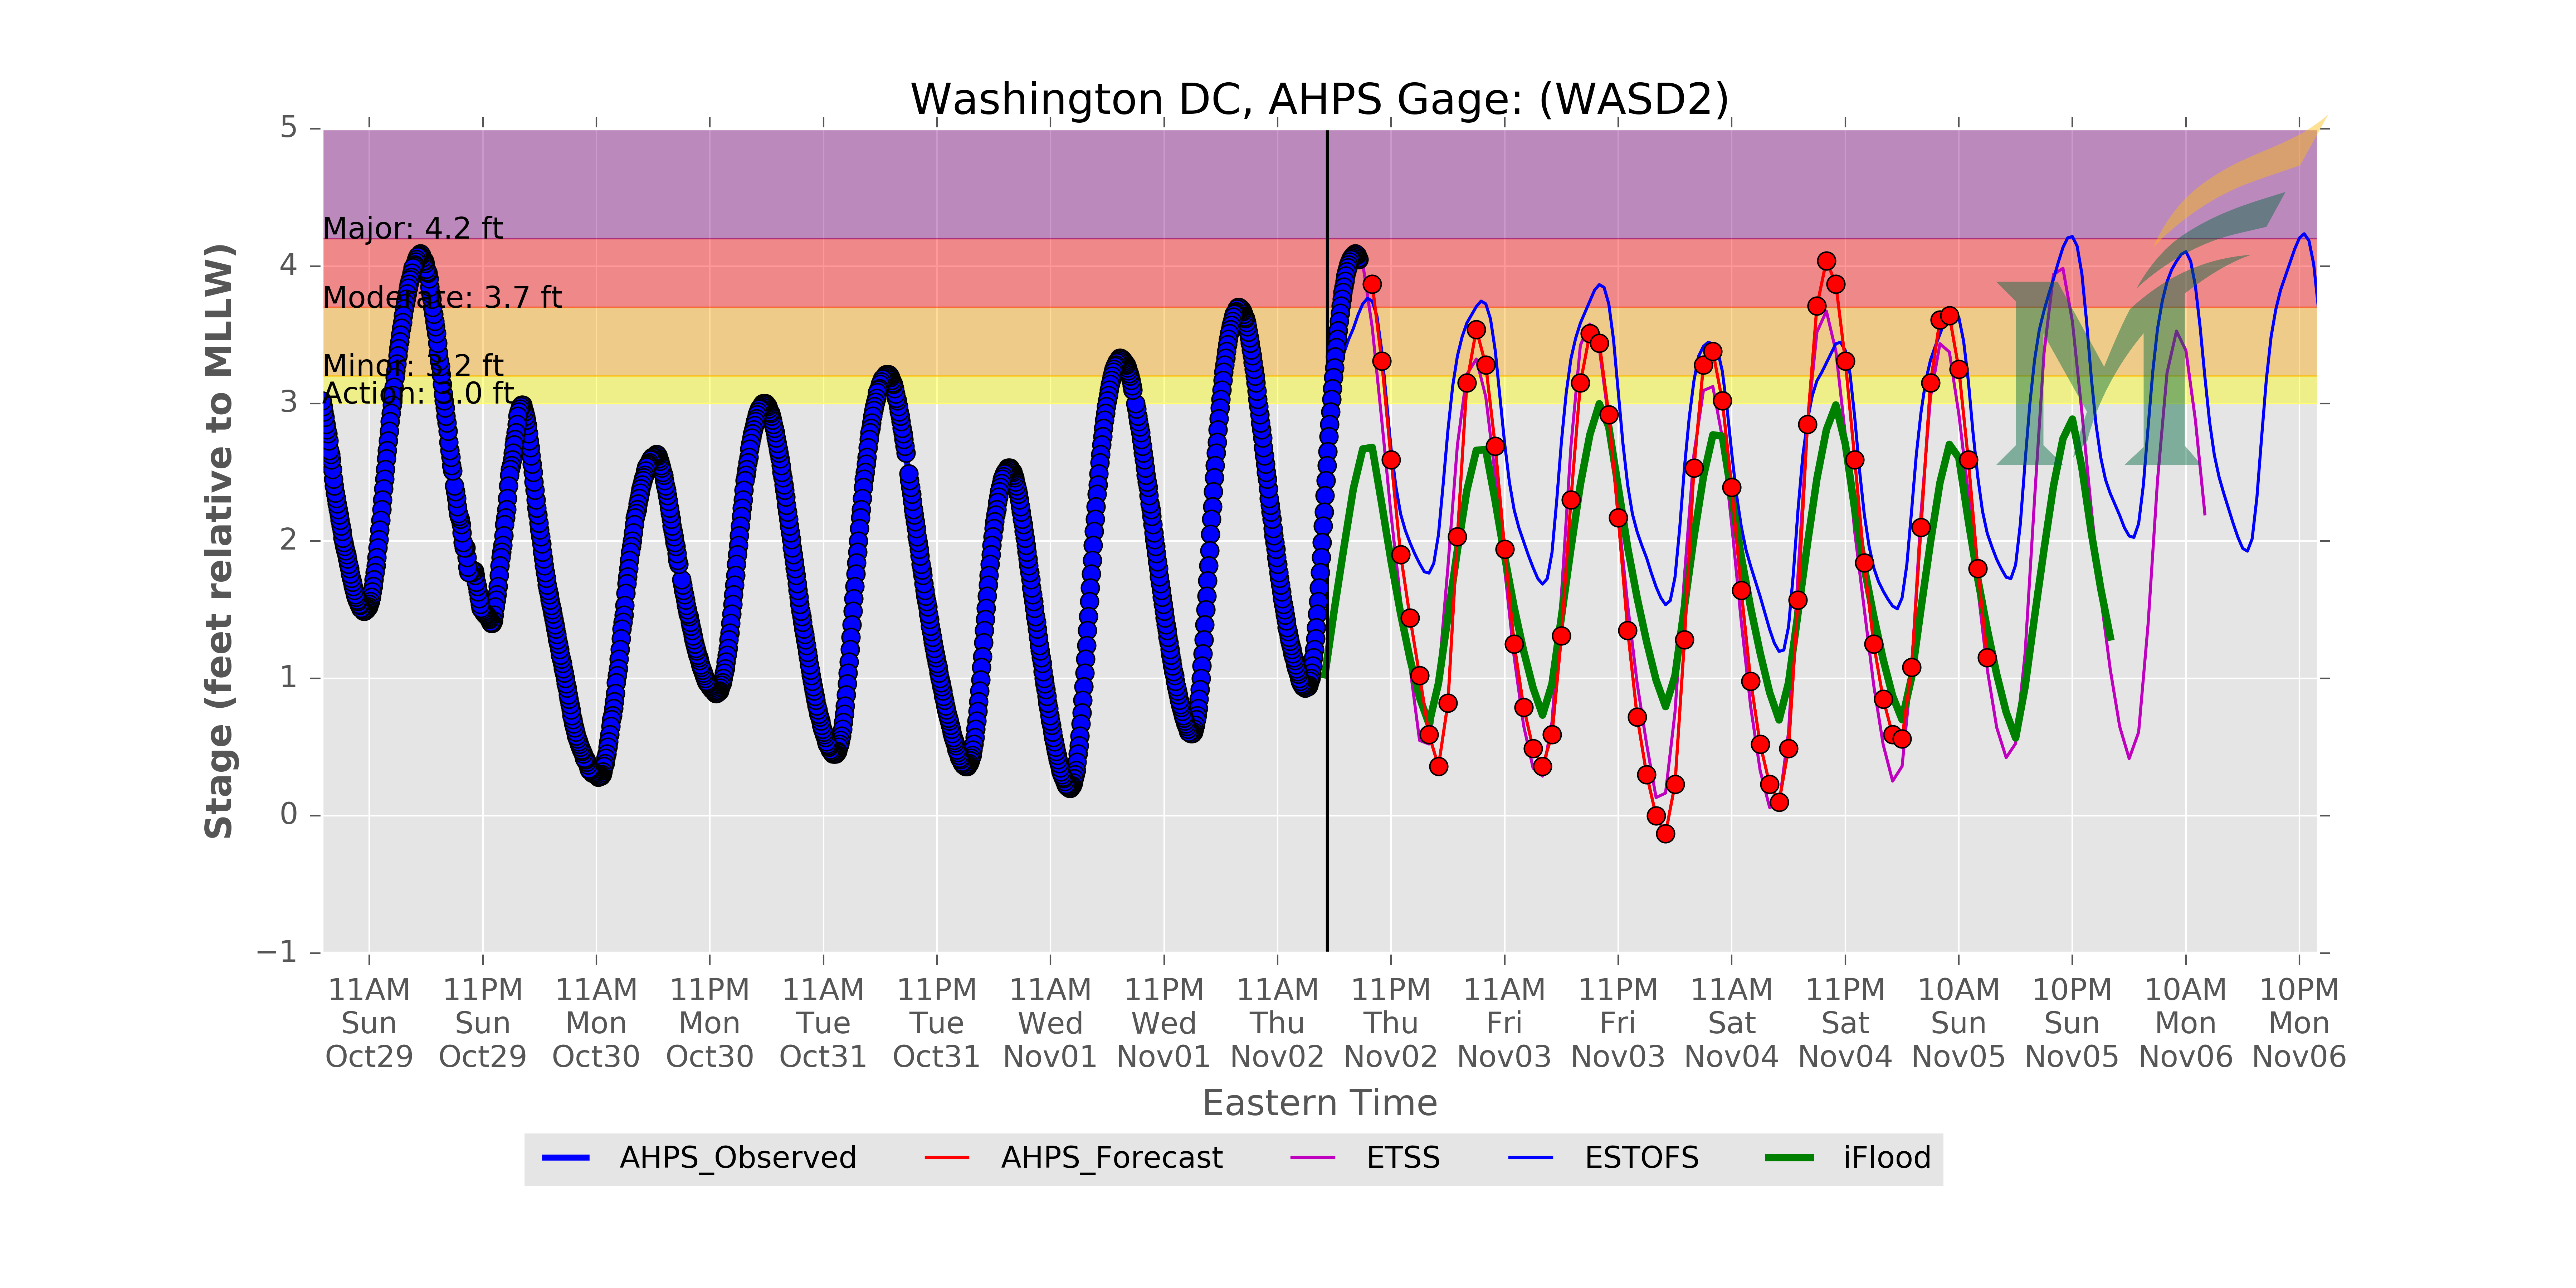 Washington DC, AHPS Gage: (WASD2)
Stage (feet relative to MLLW)
5
4
3
2
1
0
−1
Major: 4.2 ft
Moderate: 3.7 ft
Minor: 3.2 ft
Action: 3.0 ft
11AM 11PM 11AM 11PM 11AM 11PM 11AM 11PM 11AM 11PM 11AM 11PM 11AM 11PM 10AM 10PM 10AM 10PM
Sun Sun Mon Mon Tue Tue Wed Wed Thu Thu Fri Fri Sat Sat Sun Sun Mon Mon
Oct29 Oct29 Oct30 Oct30 Oct31 Oct31 Nov01 Nov01 Nov02 Nov02 Nov03 Nov03 Nov04 Nov04 Nov05 Nov05 Nov06 Nov06
Eastern Time
AHPS_Observed AHPS_Forecast ETSS ESTOFS iFlood